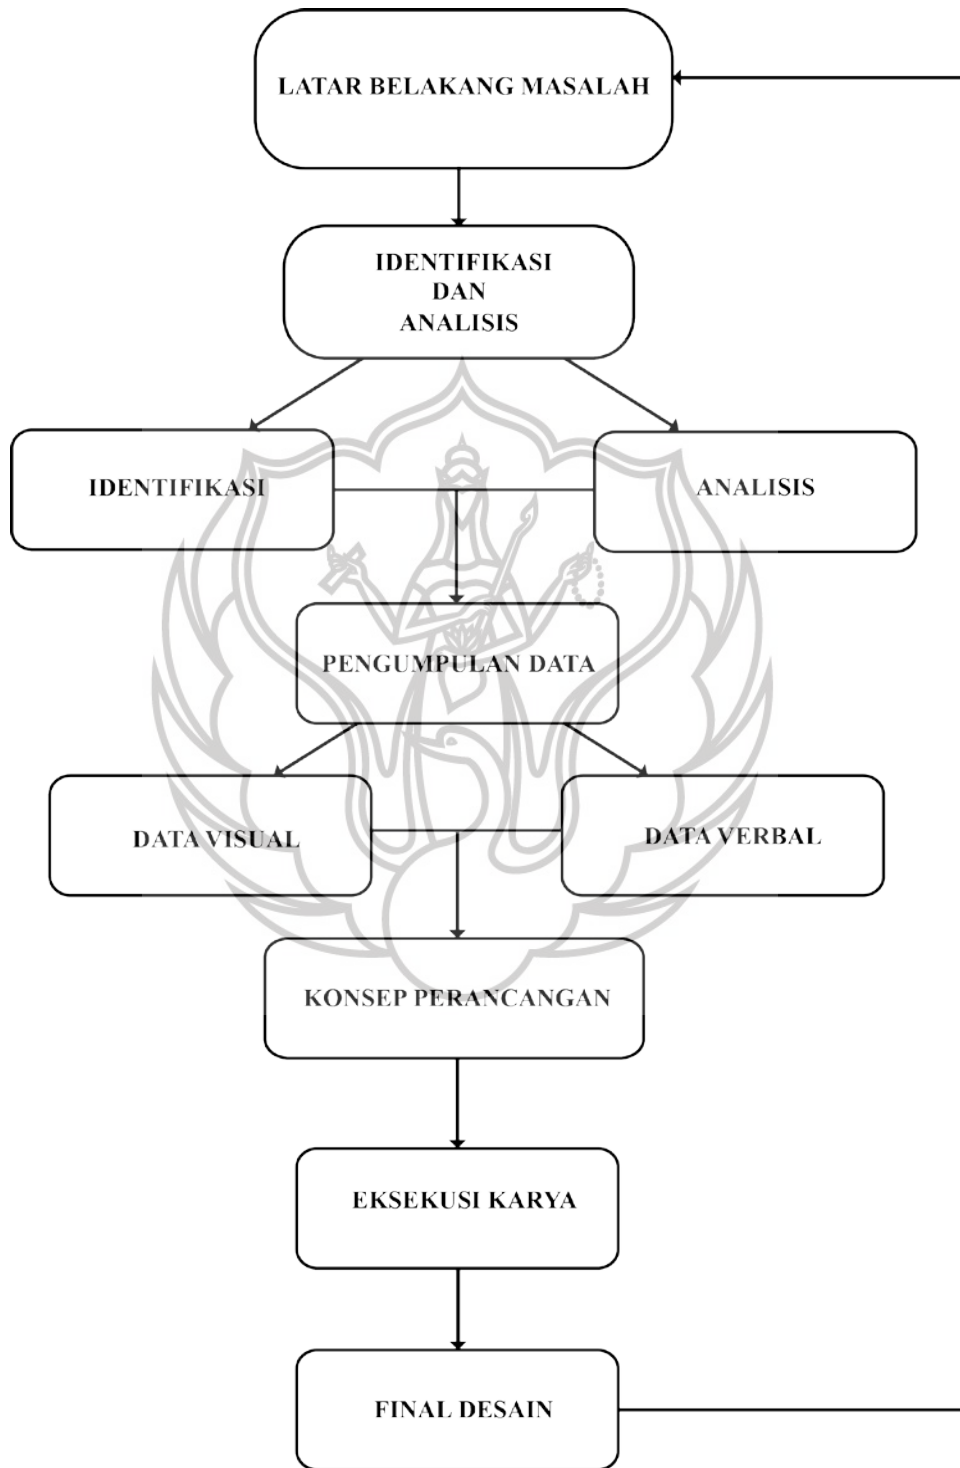 LATAR BELAKANG MASALAH
IDENTIFIKASI
DAN
ANALISIS
IDENTIFIKASI
ANALISIS
PENGUMPULAN DATA
DATA VISUAL
DATA VERBAL
KONSEP PERANCANGAN
EKSEKUSI KARYA
FINAL DESAIN